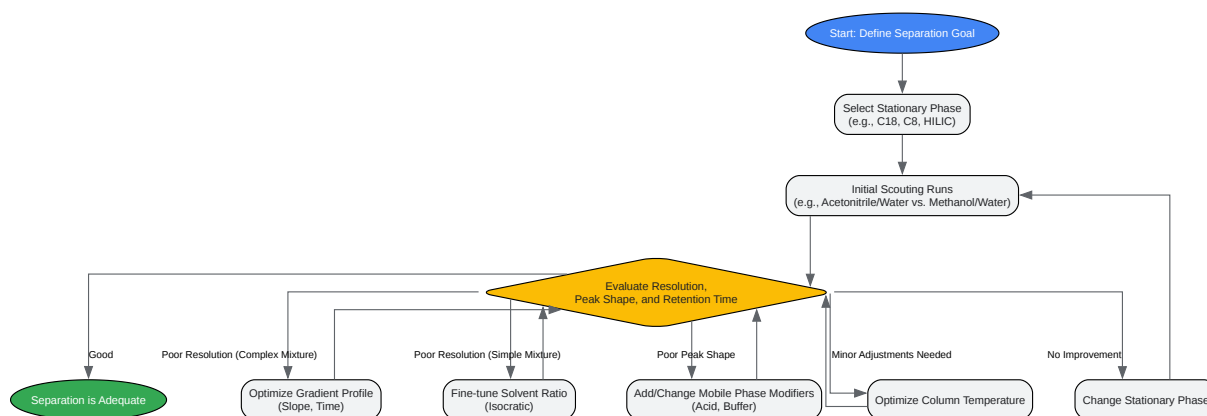 Start: Define Separation Goal
Select Stationary Phase
(e.g., C18, C8, HILIC)
Initial Scouting Runs
(e.g., Acetonitrile/Water vs. Methanol/Water)
Evaluate Resolution,
Peak Shape, and Retention Time
Good
Poor Resolution (Complex Mixture)
Poor Resolution (Simple Mixture)
Poor Peak Shape
Minor Adjustments Needed
No Improvement
Separation is Adequate
Optimize Gradient Profile
(Slope, Time)
Fine-tune Solvent Ratio
(Isocratic)
Add/Change Mobile Phase Modifiers
(Acid, Buffer)
Optimize Column Temperature
Change Stationary Phase